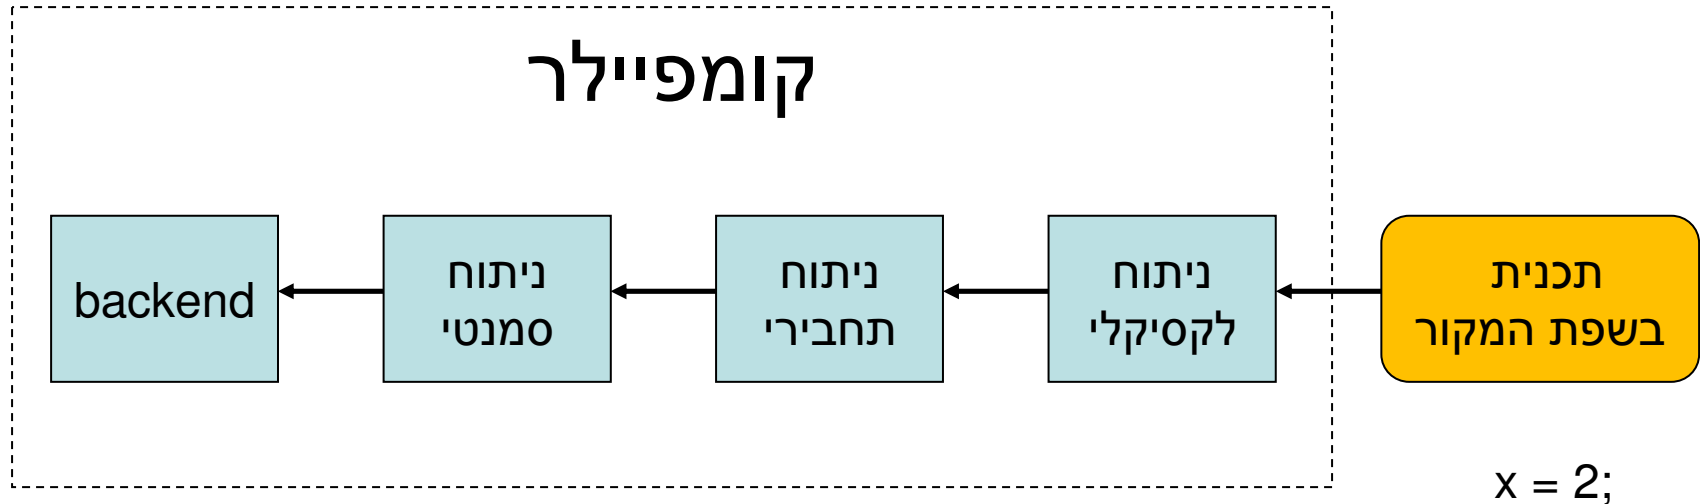 קומפיילר
תכנית
בשפת המקור
ניתוח
לקסיקלי
ניתוח
תחבירי
ניתוח
סמנטי
backend
x = 2;